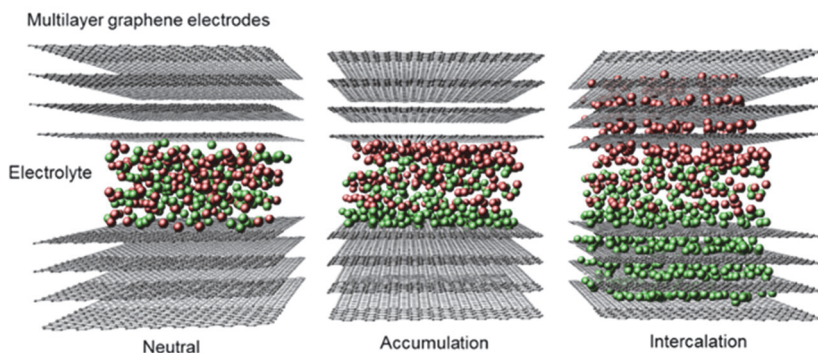 Multilayer graphene electrodes
Electrolyte
Neutral
Accumulation
Intercalation